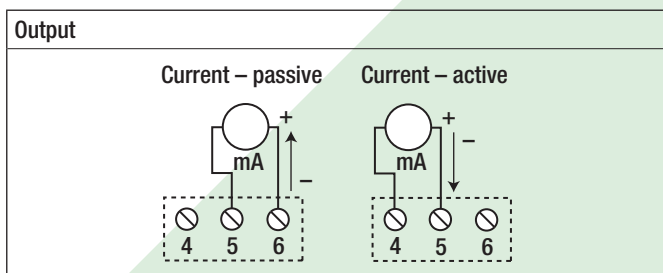 Output
Current – passive Current – active
+ +
–
mA mA
–
4 5 6 4 5 6